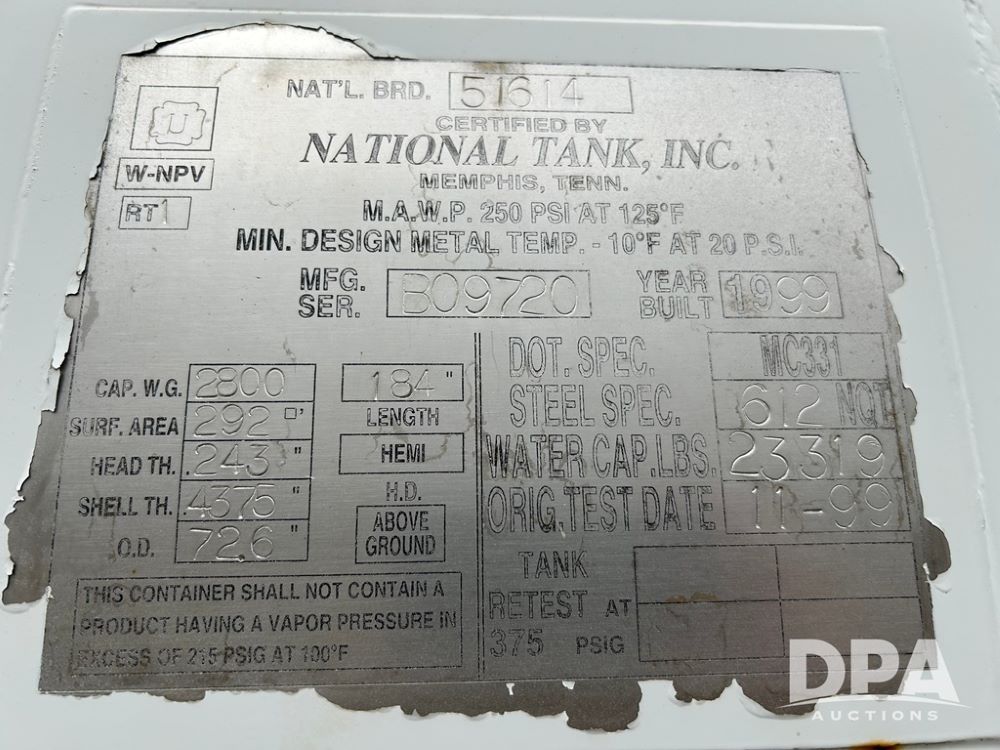 NAT'L. BRD. 51614
U
CERTIFIED BY
NATIONAL TANK, INC.
W-NPV
MEMPHIS, TENN.
RT1
M.A.W.P. 250 PSI AT 125°F
MIN. DESIGN METAL TEMP. - 10°F AT 20 P.S.I.
MFG. SER. B09720
YEAR BUILT 1999
CAP. W.G. 2800
184"
SURF. AREA 292 □'
LENGTH
HEAD TH. .243"
HEMI
SHELL TH. 4375"
H.D.
O.D. 72.6"
ABOVE
GROUND
THIS CONTAINER SHALL NOT CONTAIN A
PRODUCT HAVING A VAPOR PRESSURE IN
EXCESS OF 215 PSIG AT 100°F
DOT. SPEC. MC331
STEEL SPEC. 612 NQT
WATER CAP.LBS. 23319
ORIG.TEST DATE 11-99
TANK
RETEST AT
375 PSIG
DPA
AUCTIONS